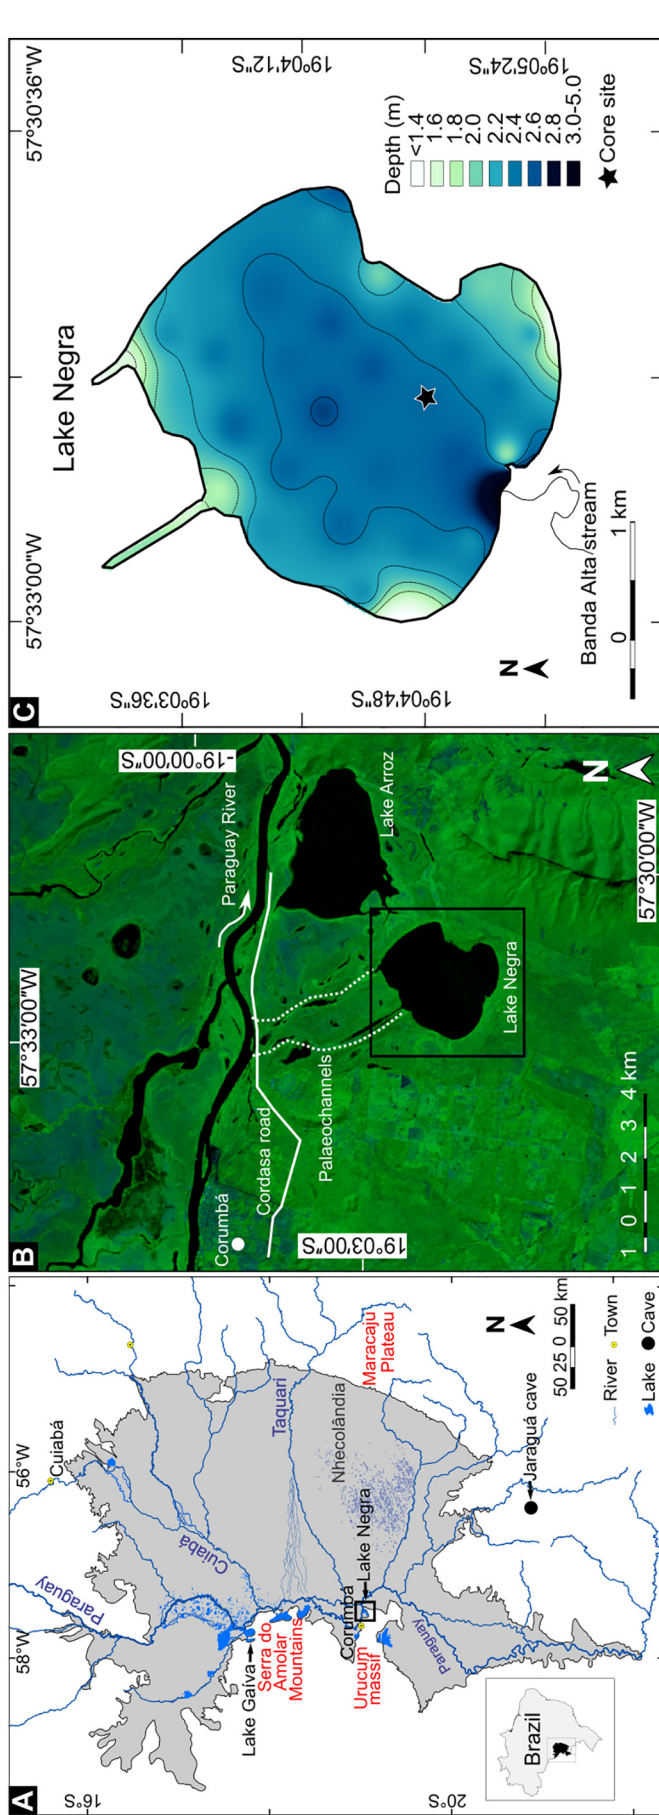 A
58°W
56°W
16°S
20°S
Paraguay
Cuiabá
Cuiabá
Lake Gaíva
Serra do
Amolar
Mountains
Taquari
Nhecolândia
Corumbá
Lake Negra
Urucum
massif
Maracaju
Plateau
Paraguay
Jaraguá cave
Brazil
N
50 25 0 50 km
River
Town
Lake
Cave
B
57°33'00"W
-19°00'00"S
Corumbá
Cordasa road
Paraguay River
Palaeochannels
Lake Arroz
Lake Negra
19°03'00"S
57°30'00"W
1 0 1 2 3 4 km
N
C
57°33'00"W
57°30'36"W
Lake Negra
19°03'36"S
19°04'12"S
19°04'48"S
19°05'24"S
Depth (m)
<1.4
1.6
1.8
2.0
2.2
2.4
2.6
2.8
3.0-5.0
Core site
N
Banda Alta stream
0 1 km